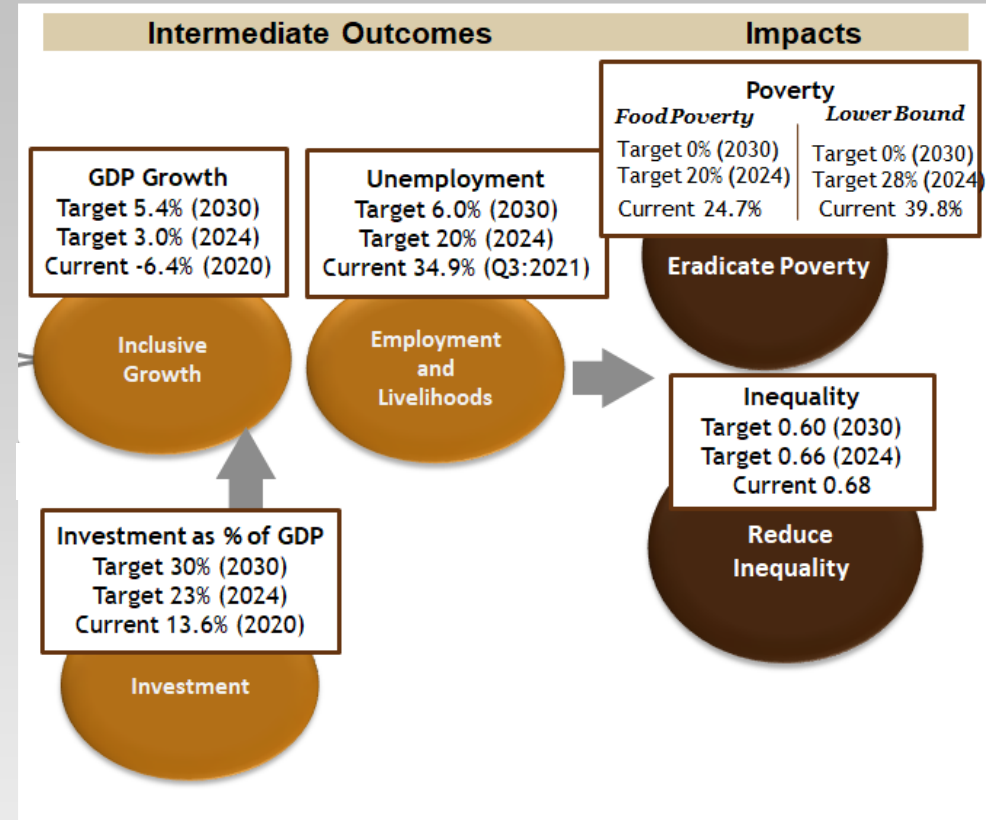 Intermediate Outcomes
Impacts
GDP Growth
Target 5.4% (2030)
Target 3.0% (2024)
Current -6.4% (2020)
Inclusive
Growth
Unemployment
Target 6.0% (2030)
Target 20% (2024)
Current 34.9% (Q3:2021)
Employment
and
Livelihoods
Poverty
Food Poverty
Target 0% (2030)
Target 20% (2024)
Current 24.7%
Lower Bound
Target 0% (2030)
Target 28% (2024)
Current 39.8%
Eradicate Poverty
Inequality
Target 0.60 (2030)
Target 0.66 (2024)
Current 0.68
Reduce
Inequality
Investment as % of GDP
Target 30% (2030)
Target 23% (2024)
Current 13.6% (2020)
Investment